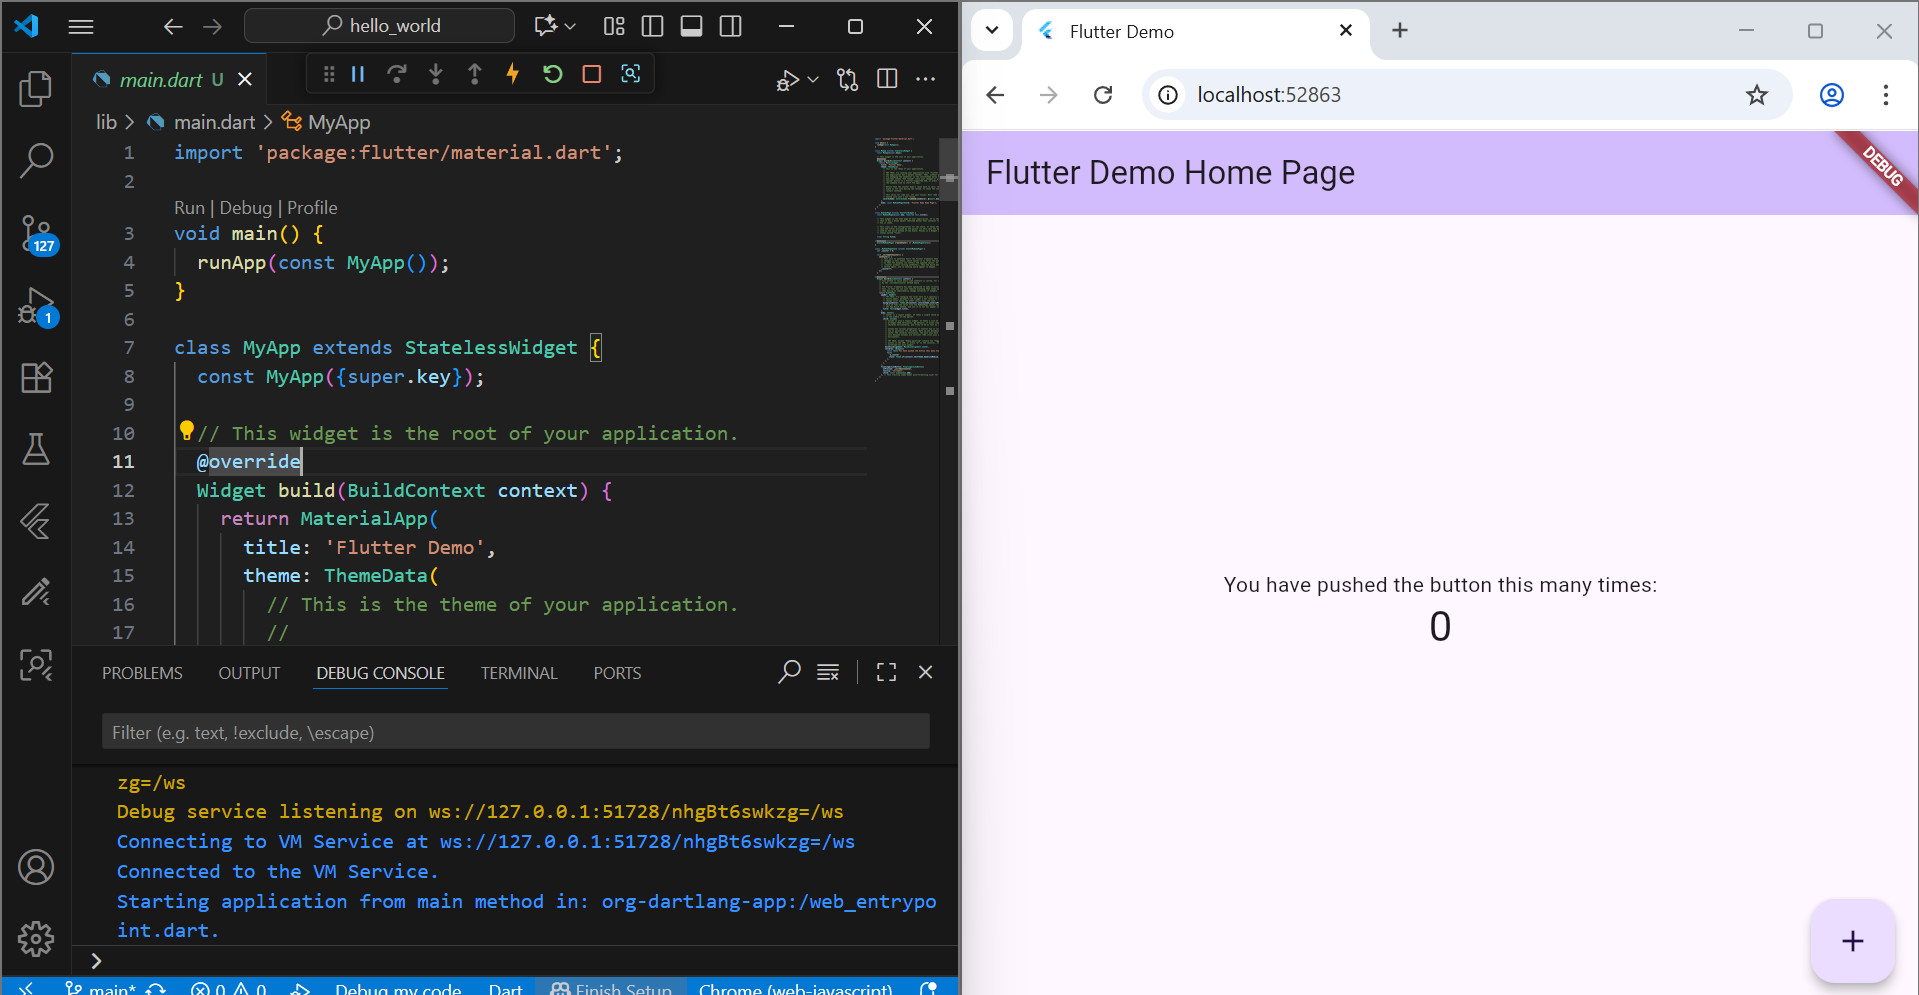 hello_world
main.dart U
lib > main.dart > MyApp
1 import 'package:flutter/material.dart';
2
Run | Debug | Profile
3 void main() {
4 runApp(const MyApp());
5 }
6
7 class MyApp extends StatelessWidget {
8 const MyApp({super.key});
9
10 // This widget is the root of your application.
11 @override
12 Widget build(BuildContext context) {
13 return MaterialApp(
14 title: 'Flutter Demo',
15 theme: ThemeData(
16 // This is the theme of your application.
17 //
127
1
PROBLEMS OUTPUT DEBUG CONSOLE TERMINAL PORTS
Filter (e.g. text, !exclude, \escape)
zg=/ws
Debug service listening on ws://127.0.0.1:51728/nhgBt6swkzg=/ws
Connecting to VM Service at ws://127.0.0.1:51728/nhgBt6swkzg=/ws
Connected to the VM Service.
Starting application from main method in: org-dartlang-app:/web_entrypo
int.dart.
main* 0 0 Debug my code Dart Finish Setup Chrome (web-javascript)
Flutter Demo
localhost:52863
Flutter Demo Home Page
DEBUG
You have pushed the button this many times:
0